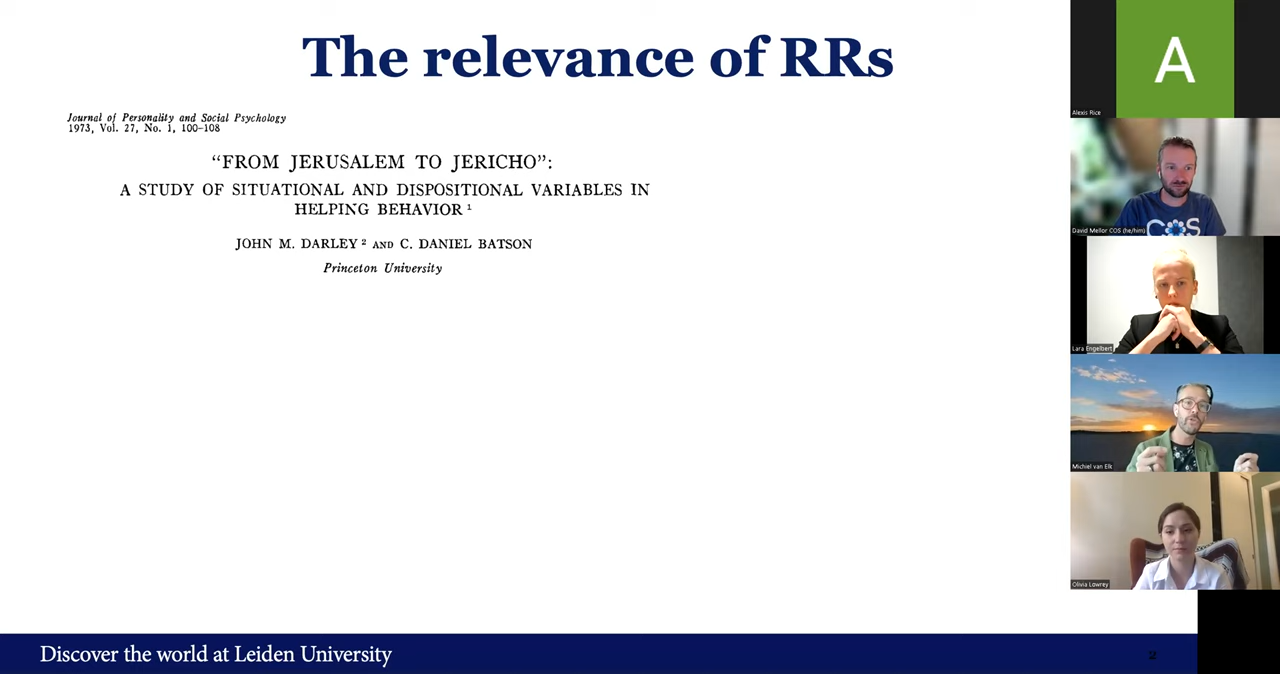 The relevance of RRs
Journal of Personality and Social Psychology
1973, Vol. 27, No. 1, 100–108
“FROM JERUSALEM TO JERICHO”:
A STUDY OF SITUATIONAL AND DISPOSITIONAL VARIABLES IN
HELPING BEHAVIOR 1
JOHN M. DARLEY 2 AND C. DANIEL BATSON
Princeton University
Discover the world at Leiden University
2
A
Alexis Rice
COS
David Mellor COS (he/him)
Lara Engelbert
Michiel van Elk
Olivia Lowrey